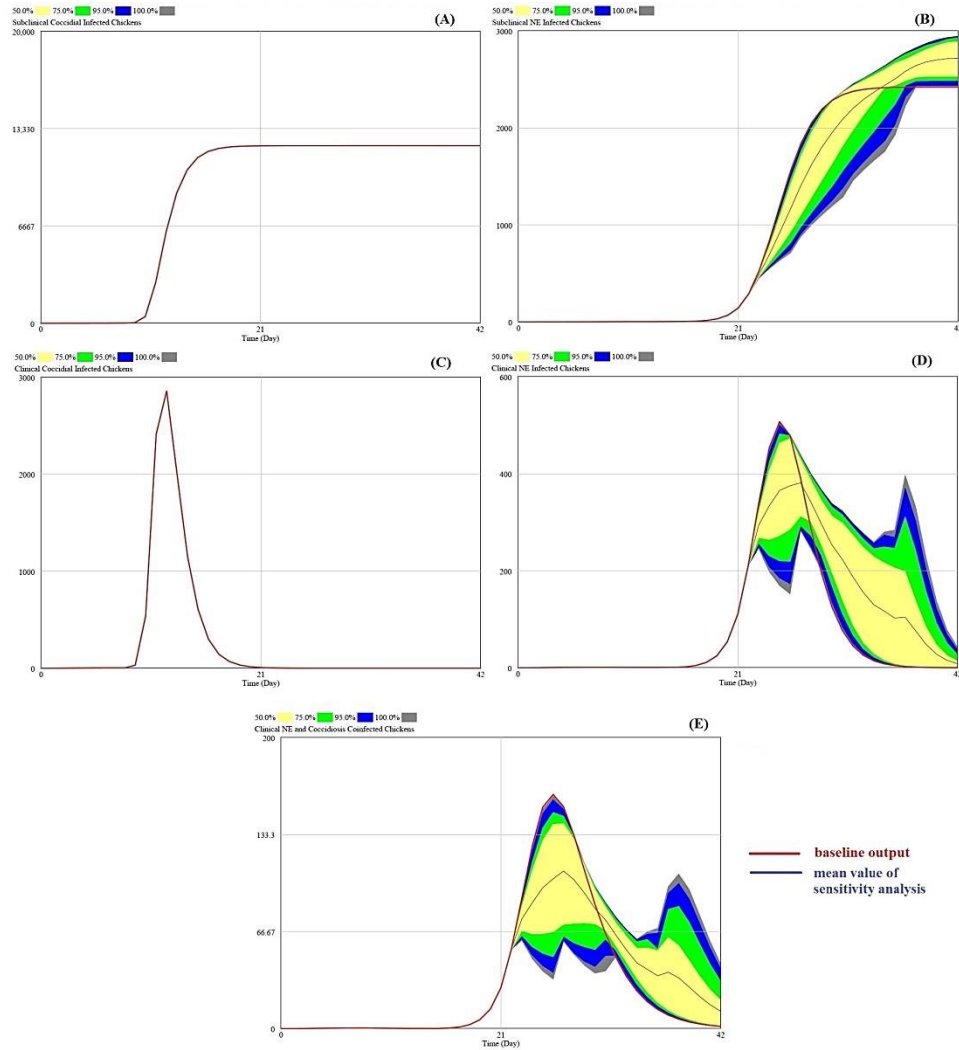 50.0% 75.0% 95.0% 100.0%
Subclinical Coccidial Infected Chickens
(A)
20,000
13,330
6667
0
0 21 42
Time (Day)
50.0% 75.0% 95.0% 100.0%
Subclinical NE Infected Chickens
(B)
3000
2000
1000
0
0 21 42
Time (Day)
50.0% 75.0% 95.0% 100.0%
Clinical Coccidial Infected Chickens
(C)
3000
2000
1000
0
0 21 42
Time (Day)
50.0% 75.0% 95.0% 100.0%
Clinical NE Infected Chickens
(D)
600
400
200
0
0 21 42
Time (Day)
50.0% 75.0% 95.0% 100.0%
Clinical NE and Coccidiosis Coinfected Chickens
(E)
200
133.3
66.67
0
0 21 42
Time (Day)
baseline output
mean value of
sensitivity analysis